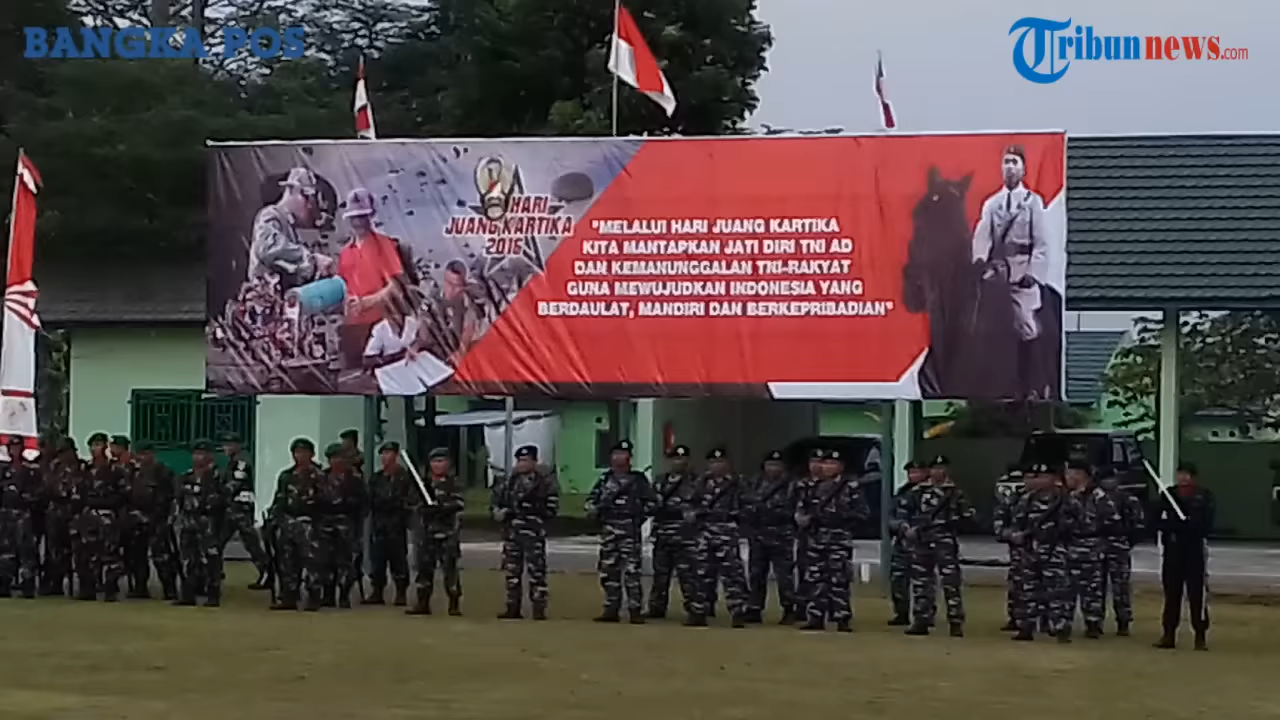 BANGKA POS
Tribunnews.com
HARI
JUANG KARTIKA
2016
"MELALUI HARI JUANG KARTIKA
KITA MANTAPKAN JATI DIRI TNI AD
DAN KEMANUNGGALAN TNI-RAKYAT
GUNA MEWUJUDKAN INDONESIA YANG
BERDAULAT, MANDIRI DAN BERKEPRIBADIAN"